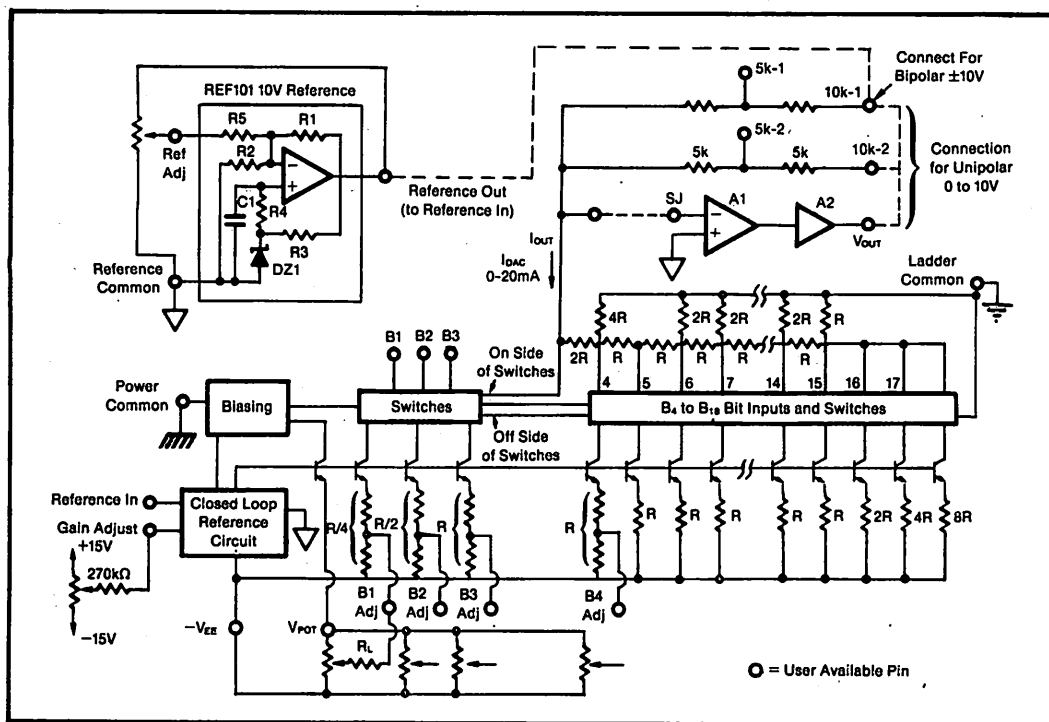 Connect For
Bipolar ±10V
5k-1
10k-1
REF101 10V Reference
R5
R1
Ref
Adj
R2
5k-2
10k-2
5k
5k
Connection
for Unipolar
0 to 10V
C1
R4
R3
DZ1
Reference Out
(to Reference In)
SJ
A1
A2
VOUT
Reference
Common
IOUT
IDAC
0-20mA
Ladder
Common
4R
2R
2R
2R
R
2R
R
R
R
R
R
B1
B2
B3
On Side
of Switches
4
5
6
7
14
15
16
17
Power
Common
Biasing
Switches
B4 to B18 Bit Inputs and Switches
Off Side
of Switches
Reference In
Closed Loop
Reference
Circuit
Gain Adjust
R/4
R/2
R
R
R
R
R
R
R
2R
4R
8R
+15V
270kΩ
−15V
B1
Adj
B2
Adj
B3
Adj
B4
Adj
−VEE
VPOT
RL
= User Available Pin